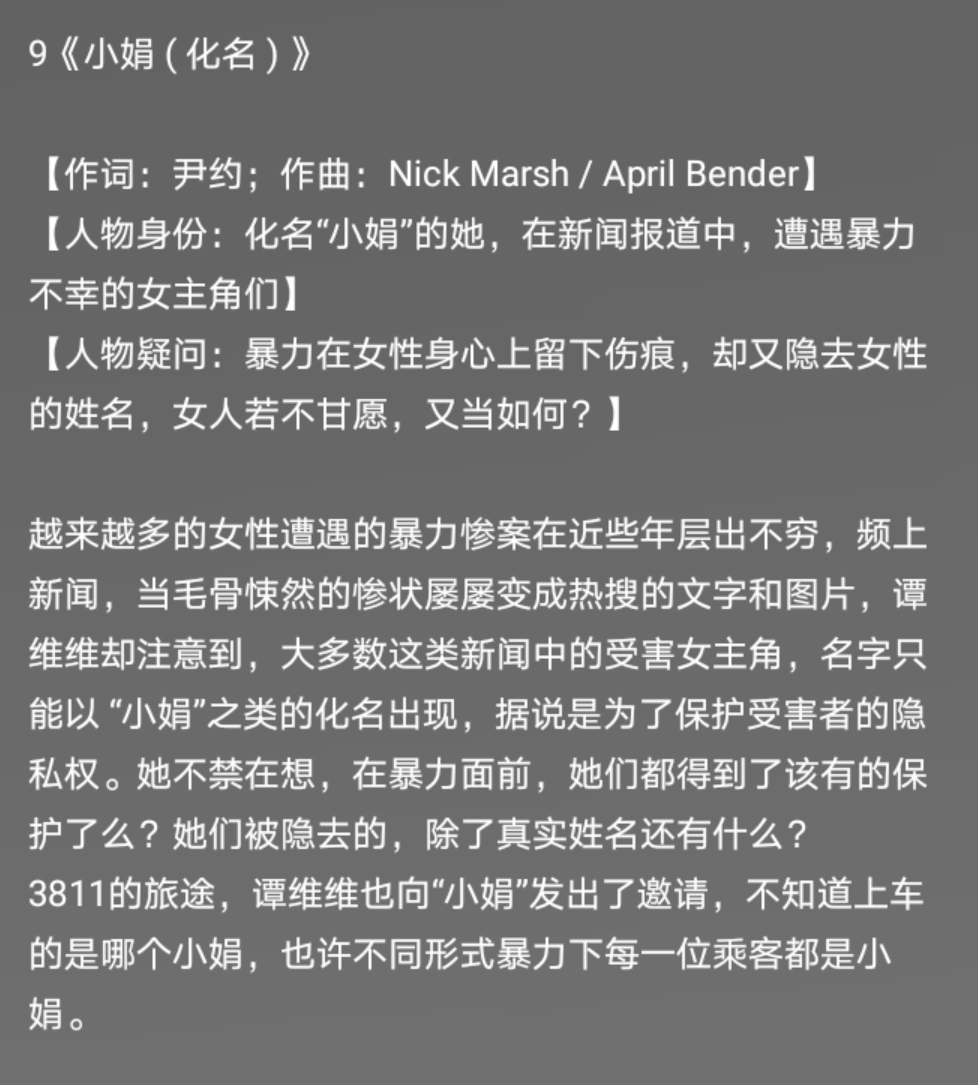 9《小娟（化名）》
【作词：尹约；作曲：Nick Marsh / April Bender】
【人物身份：化名“小娟”的她，在新闻报道中，遭遇暴力
不幸的女主角们】
【人物疑问：暴力在女性身心上留下伤痕，却又隐去女性
的姓名，女人若不甘愿，又当如何？】
越来越多的女性遭遇的暴力惨案在近些年层出不穷，频上
新闻，当毛骨悚然的惨状屡屡变成热搜的文字和图片，谭
维维却注意到，大多数这类新闻中的受害女主角，名字只
能以 “小娟”之类的化名出现，据说是为了保护受害者的隐
私权。她不禁在想，在暴力面前，她们都得到了该有的保
护了么？她们被隐去的，除了真实姓名还有什么？
3811的旅途，谭维维也向“小娟”发出了邀请，不知道上车
的是哪个小娟，也许不同形式暴力下每一位乘客都是小
娟。